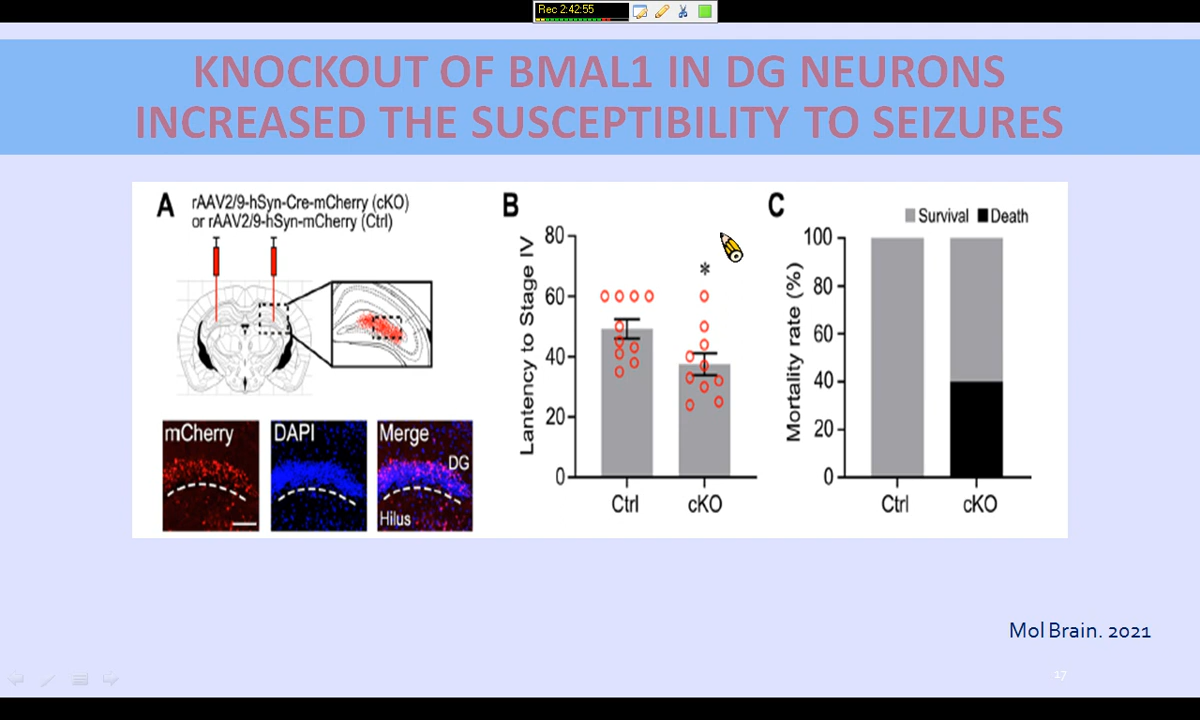 Rec 2:42:55
KNOCKOUT OF BMAL1 IN DG NEURONS
INCREASED THE SUSCEPTIBILITY TO SEIZURES
A
rAAV2/9-hSyn-Cre-mCherry (cKO)
or rAAV2/9-hSyn-mCherry (Ctrl)
mCherry
DAPI
Merge
DG
Hilus
B
Lantency to Stage IV
80
60
40
20
0
*
Ctrl
cKO
C
Survival
Death
Mortality rate (%)
100
80
60
40
20
0
Ctrl
cKO
Mol Brain. 2021
17